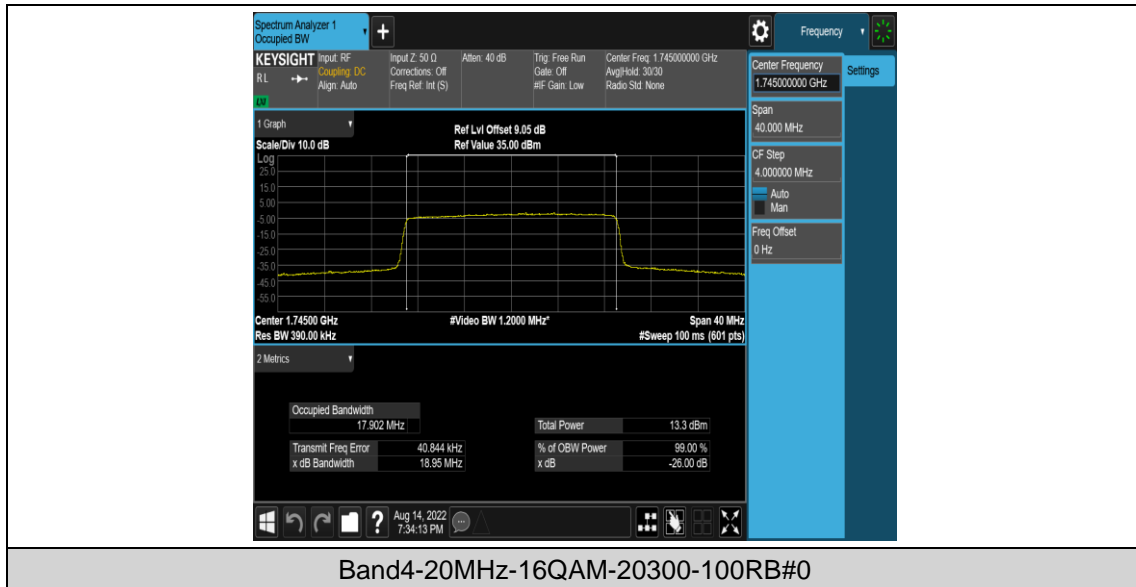 Spectrum Analyzer 1
Occupied BW
+
Frequency
KEYSIGHT
RL
LXI
Input: RF
Coupling: DC
Align: Auto
Input Z: 50 Ω
Corrections: Off
Freq Ref: Int (S)
Atten: 40 dB
Trig: Free Run
Gate: Off
#IF Gain: Low
Center Freq: 1.745000000 GHz
Avg|Hold: 30/30
Radio Std: None
Center Frequency
1.745000000 GHz
Settings
Span
40.000 MHz
CF Step
4.000000 MHz
Auto
Man
Freq Offset
0 Hz
1 Graph
Scale/Div 10.0 dB
Ref Lvl Offset 9.05 dB
Ref Value 35.00 dBm
Log
25.0
15.0
5.00
-5.00
-15.0
-25.0
-35.0
-45.0
-55.0
Center 1.74500 GHz
#Video BW 1.2000 MHz*
Span 40 MHz
Res BW 390.00 kHz
#Sweep 100 ms (601 pts)
2 Metrics
Occupied Bandwidth
17.902 MHz
Total Power 13.3 dBm
Transmit Freq Error 40.844 kHz
% of OBW Power 99.00 %
x dB Bandwidth 18.95 MHz
x dB -26.00 dB
?
Aug 14, 2022
7:34:13 PM
Band4-20MHz-16QAM-20300-100RB#0